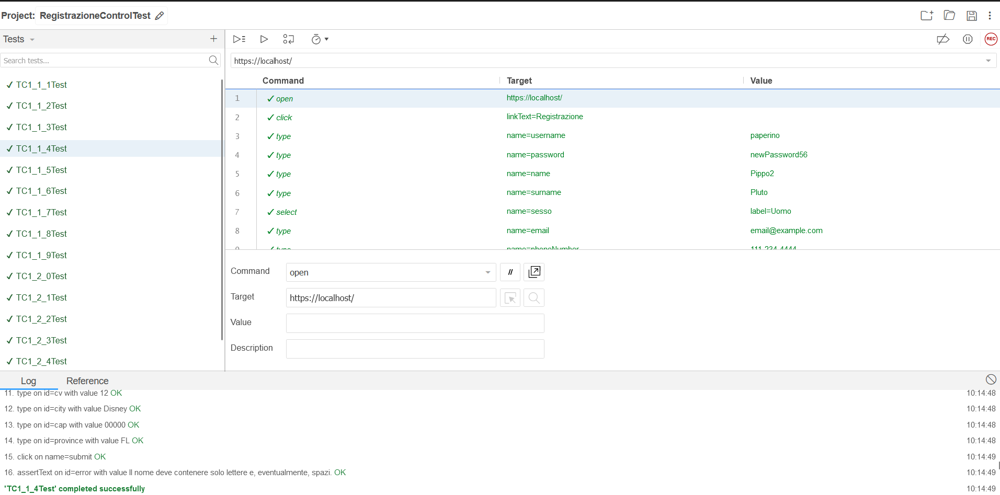 Project: RegistrazioneControlTest
Tests
REC
Search tests...
https://localhost/
Command Target Value
✓ TC1_1_1Test
✓ TC1_1_2Test
✓ TC1_1_3Test
✓ TC1_1_4Test
✓ TC1_1_5Test
✓ TC1_1_6Test
✓ TC1_1_7Test
✓ TC1_1_8Test
✓ TC1_1_9Test
✓ TC1_2_0Test
✓ TC1_2_1Test
✓ TC1_2_2Test
✓ TC1_2_3Test
✓ TC1_2_4Test
1 ✓ open https://localhost/
2 ✓ click linkText=Registrazione
3 ✓ type name=username paperino
4 ✓ type name=password newPassword56
5 ✓ type name=name Pippo2
6 ✓ type name=surname Pluto
7 ✓ select name=sesso label=Uomo
8 ✓ type name=email email@example.com
9 ✓ type name=phoneNumber 111-234-4444
Command open //
Target https://localhost/
Value
Description
Log Reference
11. type on id=cv with value 12 OK 10:14:48
12. type on id=city with value Disney OK 10:14:48
13. type on id=cap with value 00000 OK 10:14:48
14. type on id=province with value FL OK 10:14:48
15. click on name=submit OK 10:14:49
16. assertText on id=error with value Il nome deve contenere solo lettere e, eventualmente, spazi. OK 10:14:49
'TC1_1_4Test' completed successfully 10:14:49